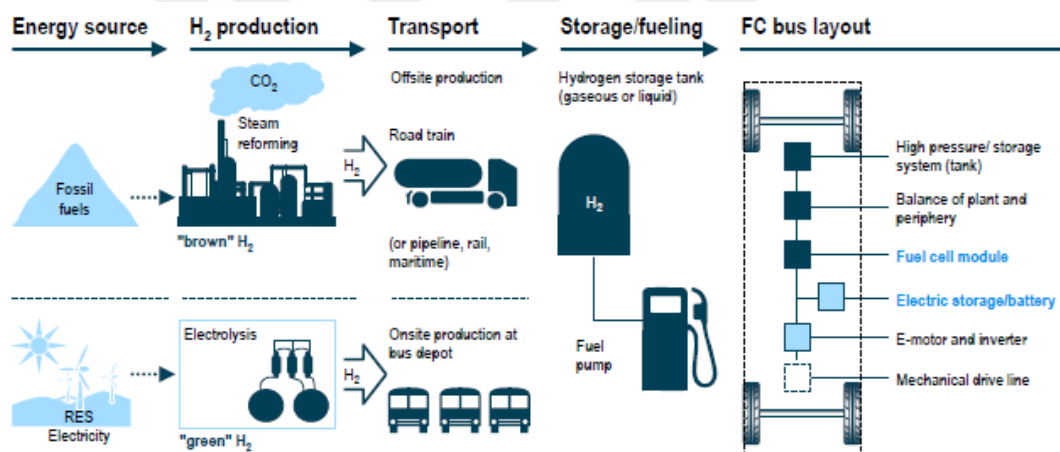 Energy source
H₂ production
Transport
Storage/fueling
FC bus layout
CO₂
Steam
reforming
Fossil
fuels
H₂
"brown" H₂
Offsite production
Road train
(or pipeline, rail,
maritime)
Hydrogen storage tank
(gaseous or liquid)
H₂
Fuel
pump
High pressure/ storage
system (tank)
Balance of plant and
periphery
Fuel cell module
Electric storage/battery
E-motor and inverter
Mechanical drive line
RES
Electricity
Electrolysis
H₂
"green" H₂
Onsite production at
bus depot